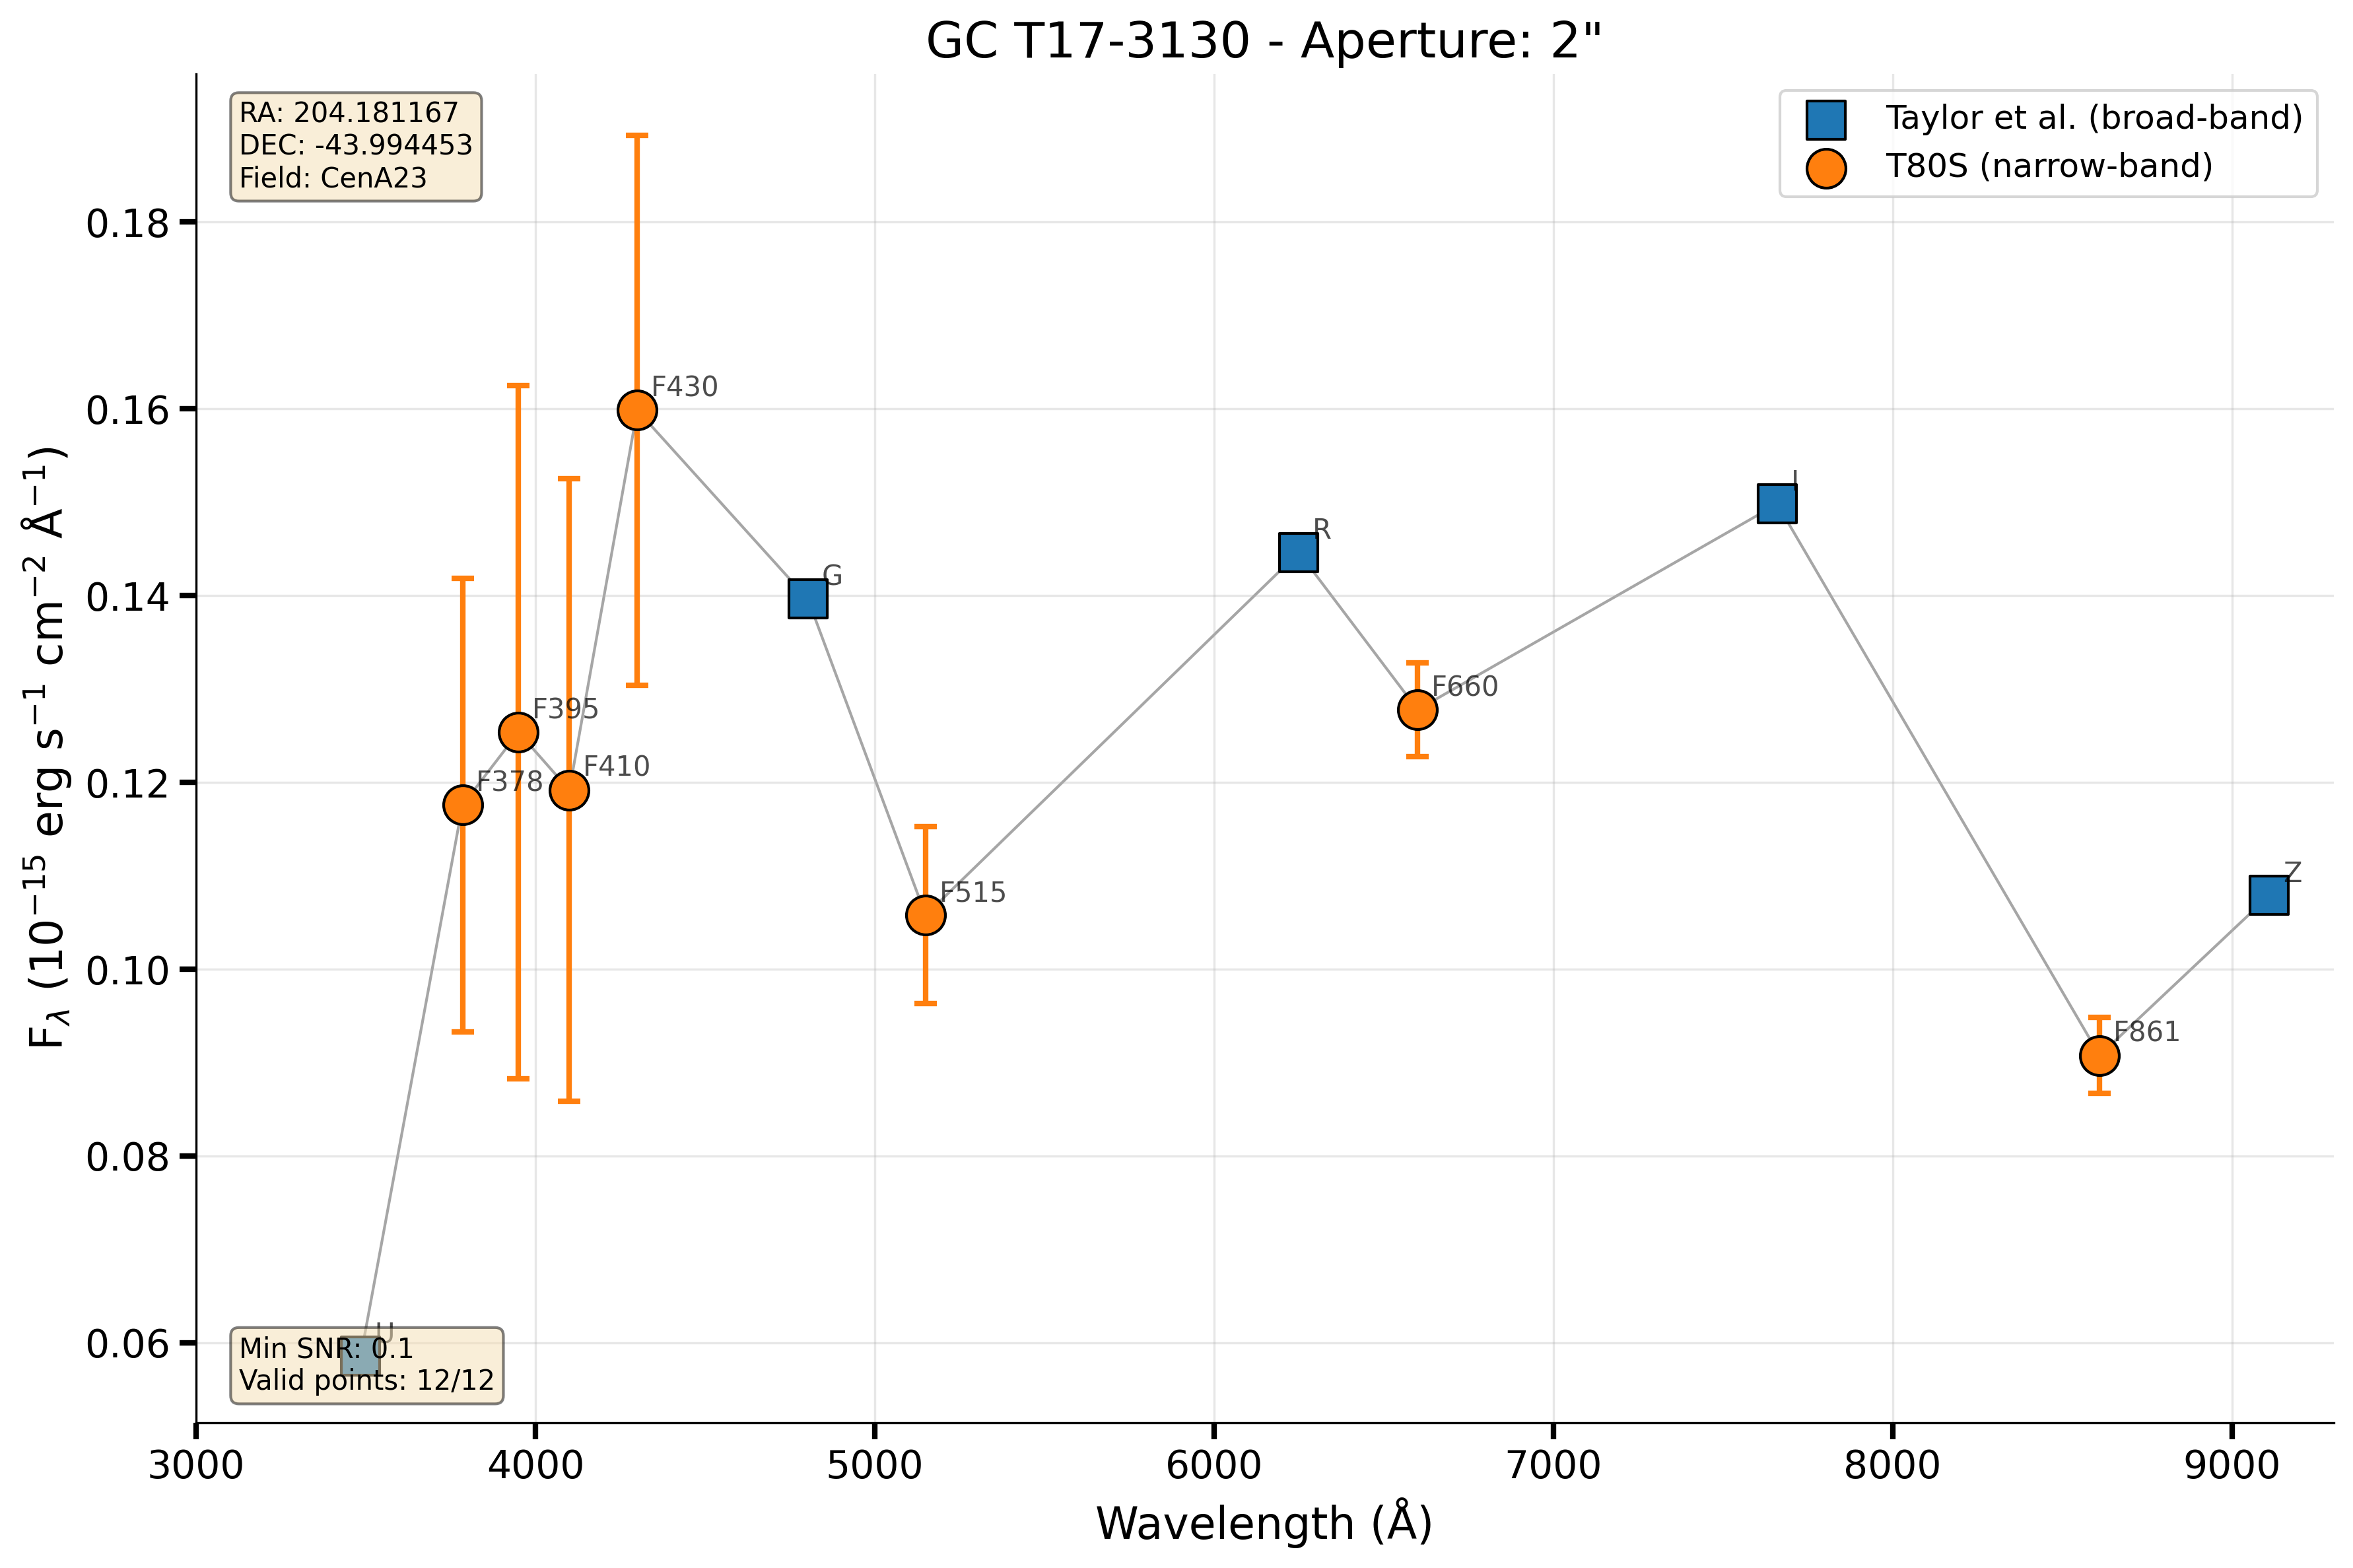 GC T17-3130 - Aperture: 2"
RA: 204.181167
DEC: -43.994453
Field: CenA23
Taylor et al. (broad-band)
T80S (narrow-band)
0.18
0.16
0.14
0.12
0.10
0.08
0.06
F_λ (10⁻¹⁵ erg s⁻¹ cm⁻² Å⁻¹)
F430
I
R
G
F395
F660
F410
F378
F515
Z
F861
U
Min SNR: 0.1
Valid points: 12/12
3000 4000 5000 6000 7000 8000 9000
Wavelength (Å)